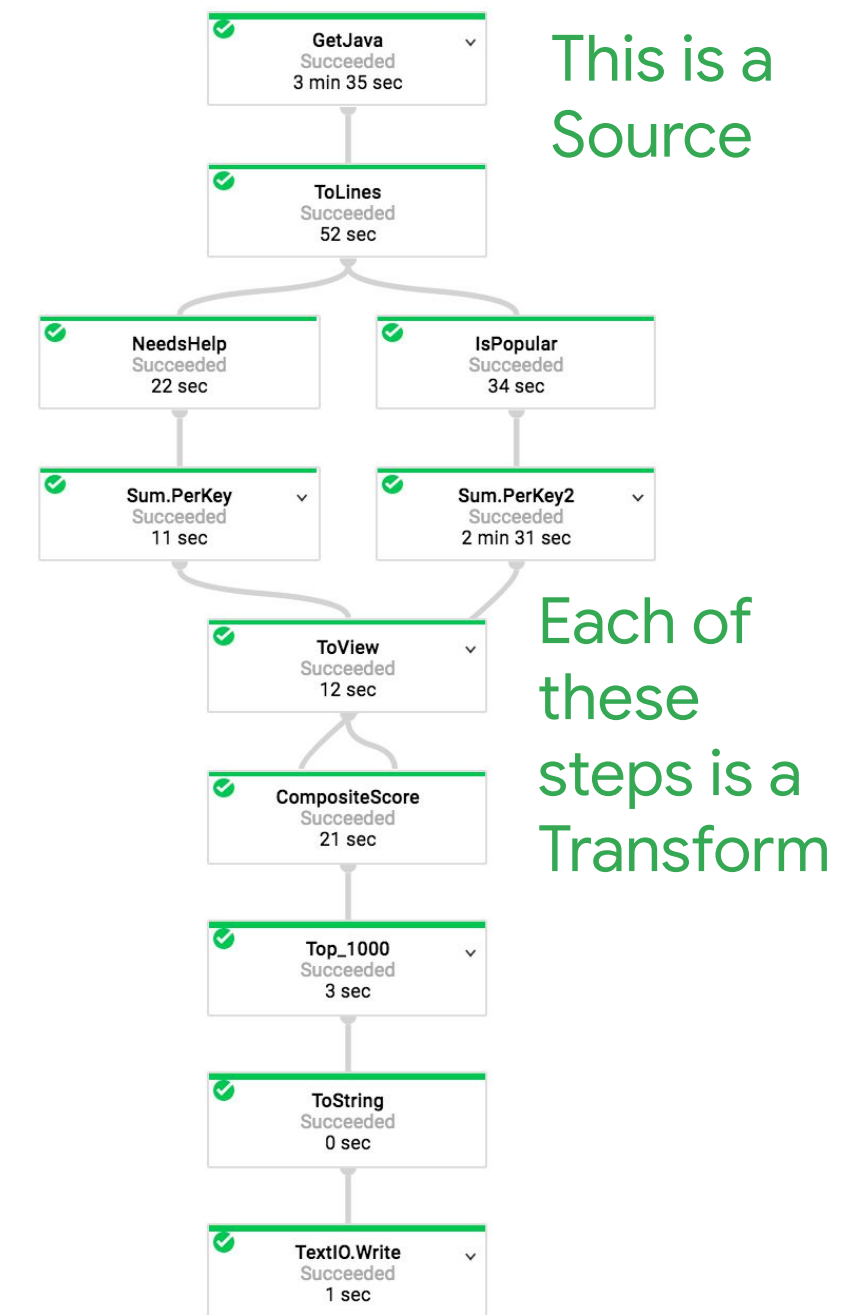 GetJava
Succeeded
3 min 35 sec
This is a
Source
ToLines
Succeeded
52 sec
NeedsHelp
Succeeded
22 sec
IsPopular
Succeeded
34 sec
Sum.PerKey
Succeeded
11 sec
Sum.PerKey2
Succeeded
2 min 31 sec
ToView
Succeeded
12 sec
Each of
these
steps is a
Transform
CompositeScore
Succeeded
21 sec
Top_1000
Succeeded
3 sec
ToString
Succeeded
0 sec
TextIO.Write
Succeeded
1 sec